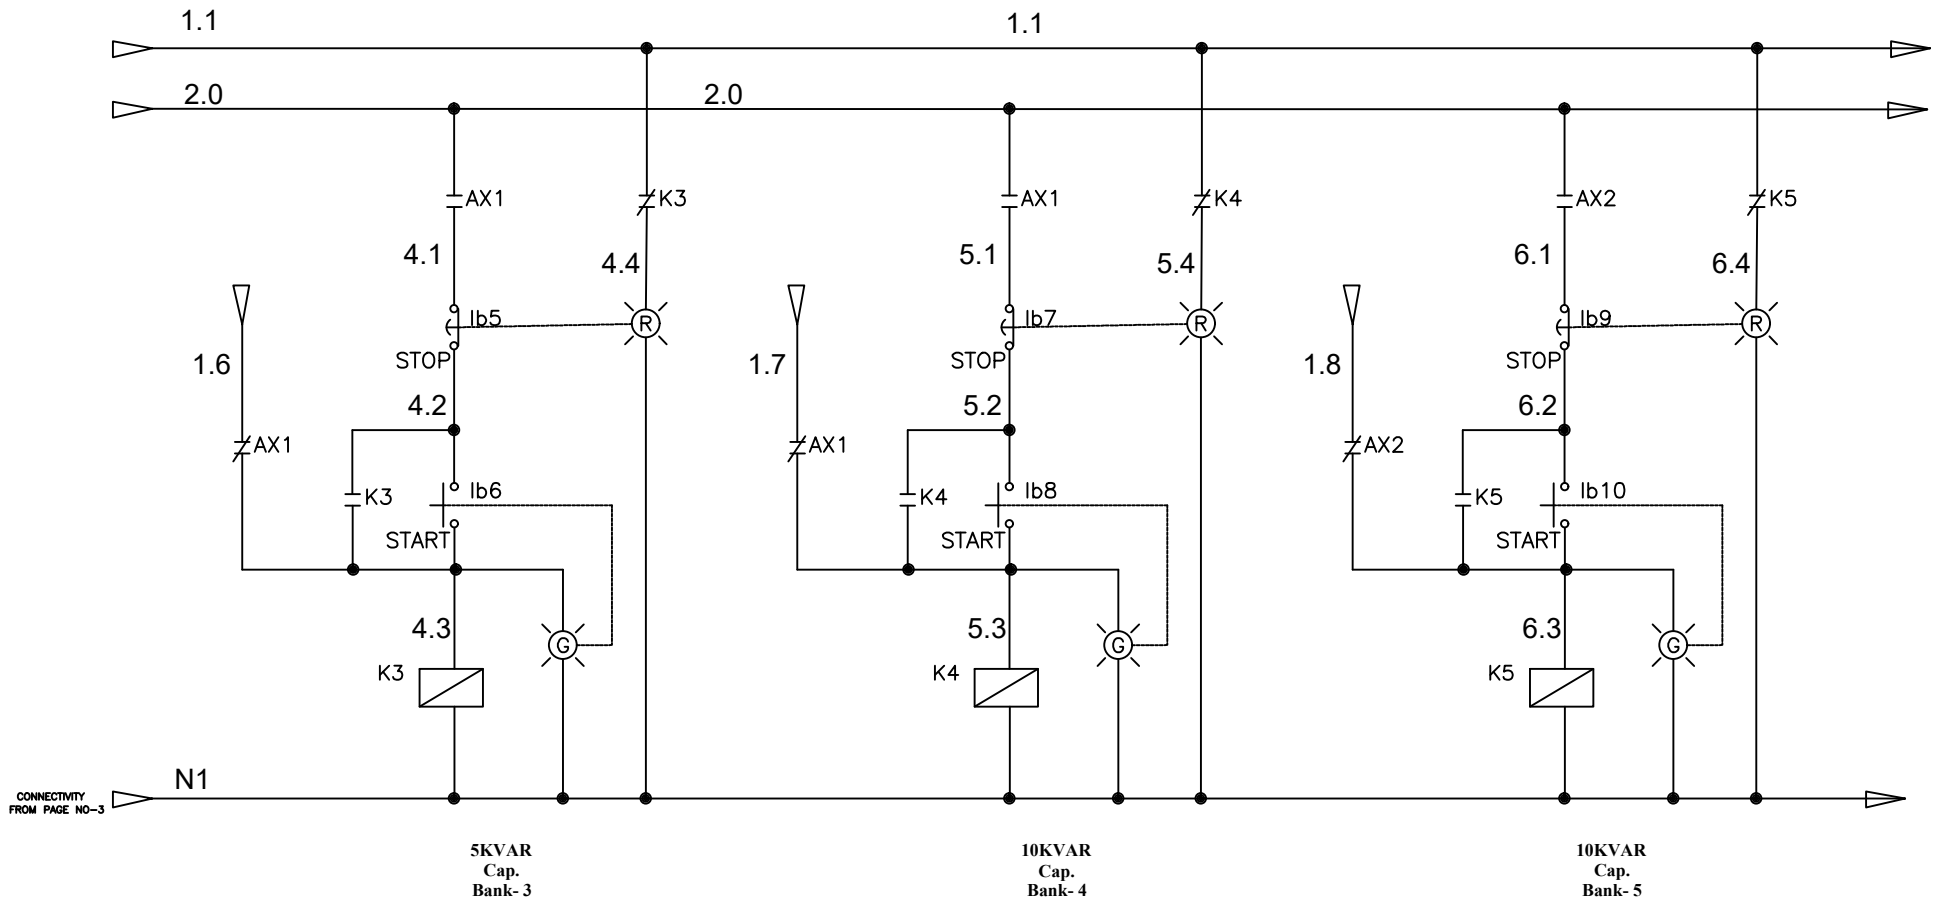 1.1
1.1
2.0
2.0
AX1
K3
AX1
K4
AX2
K5
4.1
4.4
5.1
5.4
6.1
6.4
Ib5
R
Ib7
R
Ib9
R
STOP
STOP
STOP
1.6
1.7
1.8
4.2
5.2
6.2
AX1
AX1
AX2
K3
Ib6
K4
Ib8
K5
Ib10
START
START
START
4.3
G
5.3
G
6.3
G
K3
K4
K5
N1
CONNECTIVITY
FROM PAGE NO-3
5KVAR
Cap.
Bank- 3
10KVAR
Cap.
Bank- 4
10KVAR
Cap.
Bank- 5